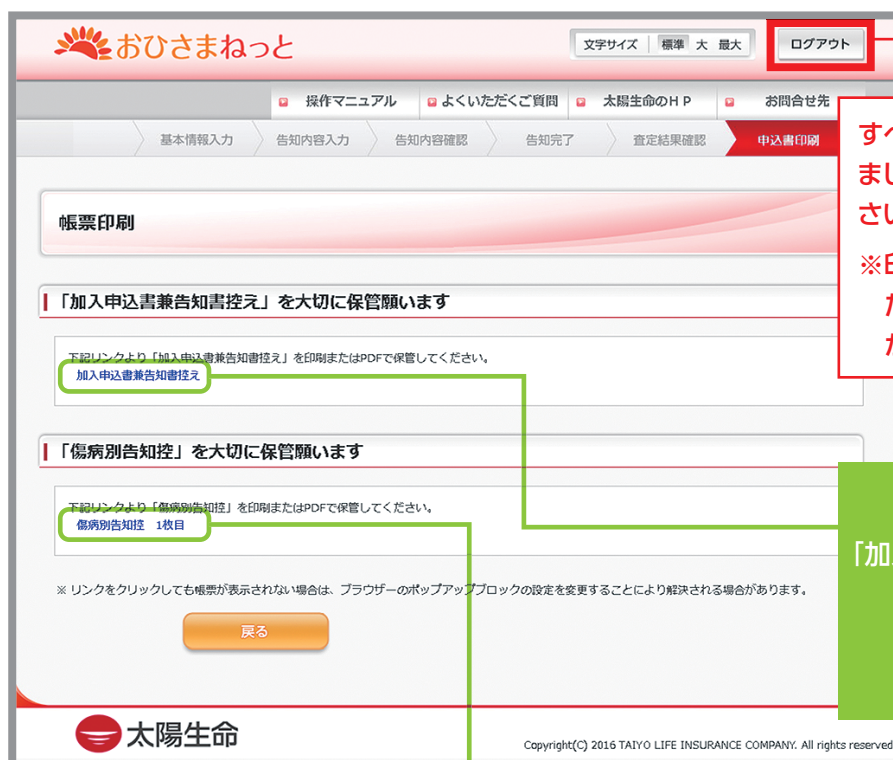 おひさまねっと
文字サイズ 標準 大 最大
ログアウト
操作マニュアル よくいただくご質問 太陽生命のHP お問合せ先
基本情報入力 告知内容入力 告知内容確認 告知完了 査定結果確認 申込書印刷
すべ
まし
さい
※印
帳票印刷
「加入申込書兼告知書控え」を大切に保管願います
下記リンクより「加入申込書兼告知書控え」を印刷またはPDFで保管してください。
加入申込書兼告知書控え
「傷病別告知控」を大切に保管願います
下記リンクより「傷病別告知控」を印刷またはPDFで保管してください。
傷病別告知控 1枚目
「加
※ リンクをクリックしても帳票が表示されない場合は、ブラウザーのポップアップブロックの設定を変更することにより解決される場合があります。
戻る
太陽生命
Copyright(C) 2016 TAIYO LIFE INSURANCE COMPANY. All rights reserved